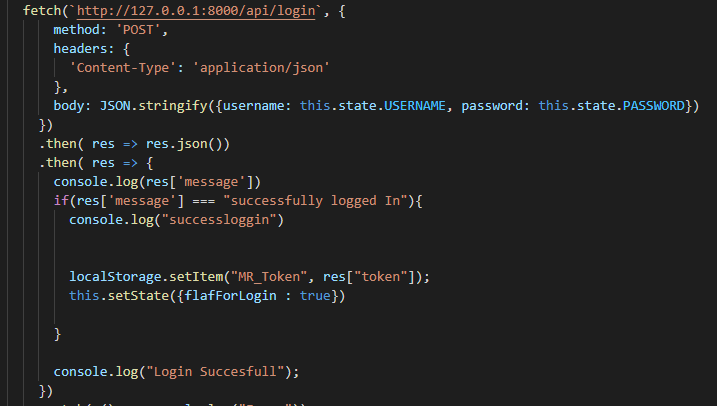 fetch(`http://127.0.0.1:8000/api/login`, {
method: 'POST',
headers: {
'Content-Type': 'application/json'
},
body: JSON.stringify({username: this.state.USERNAME, password: this.state.PASSWORD})
})
.then( res => res.json())
.then( res => {
console.log(res['message'])
if(res['message'] === "successfully logged In"){
console.log("successloggin")
localStorage.setItem("MR_Token", res["token"]);
this.setState({flafForLogin : true})
}
console.log("Login Succesfull");
})